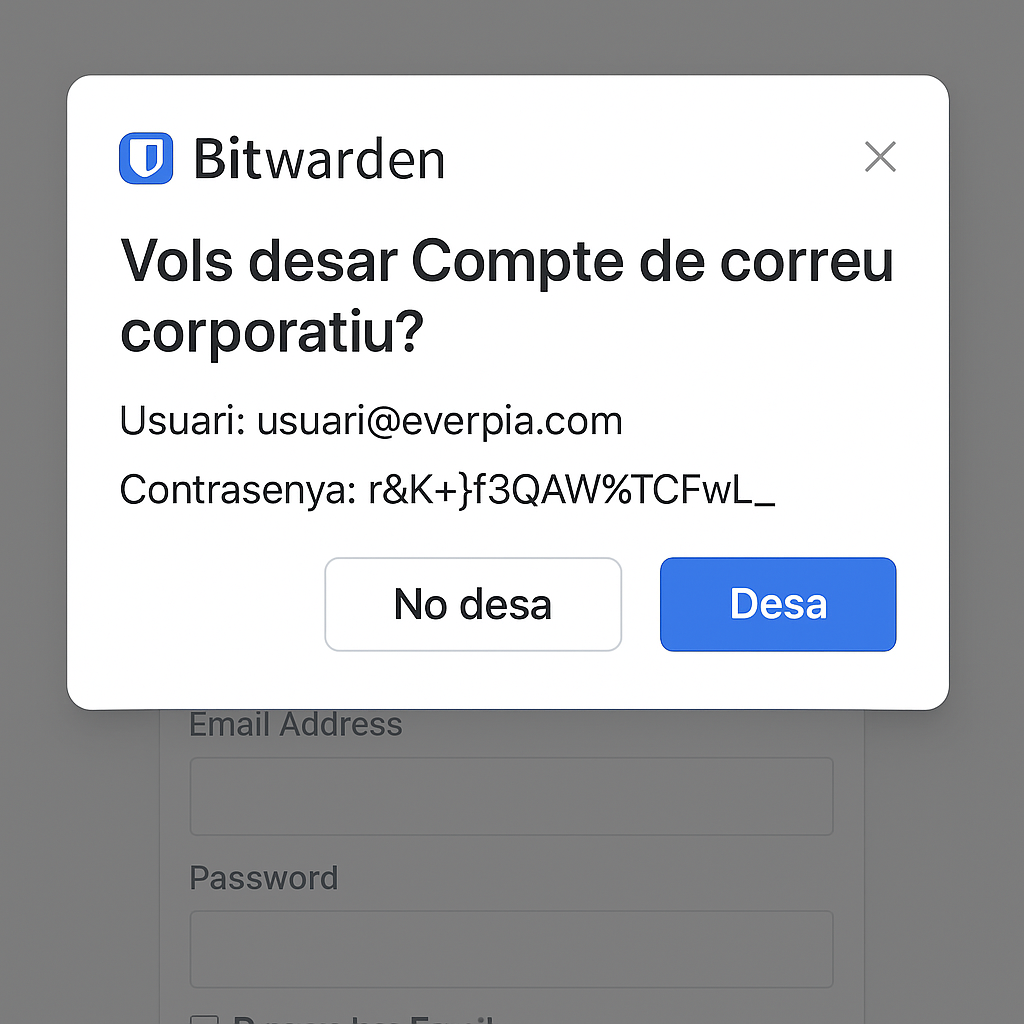 Bitwarden
Vols desar Compte de correu
corporatiu?
Usuari: usuari@everpia.com
Contrasenya: r&K+}f3QAW%TCFwL_
No desa
Desa
Email Address
Password